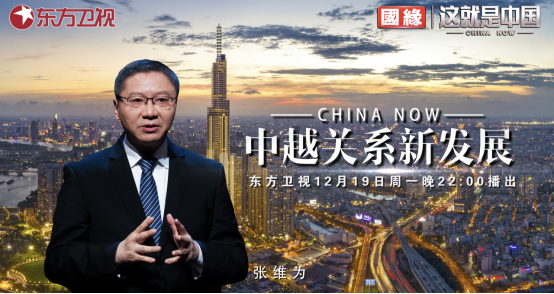 东方卫视
國緣
这就是中国
CHINA NOW
CHINA NOW
中越关系新发展
东方卫视12月19日周一晚22:00播出
张维为